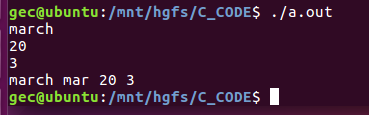 gec@ubuntu:/mnt/hgfs/C_CODE$ ./a.out
march
20
3
march mar 20 3
gec@ubuntu:/mnt/hgfs/C_CODE$